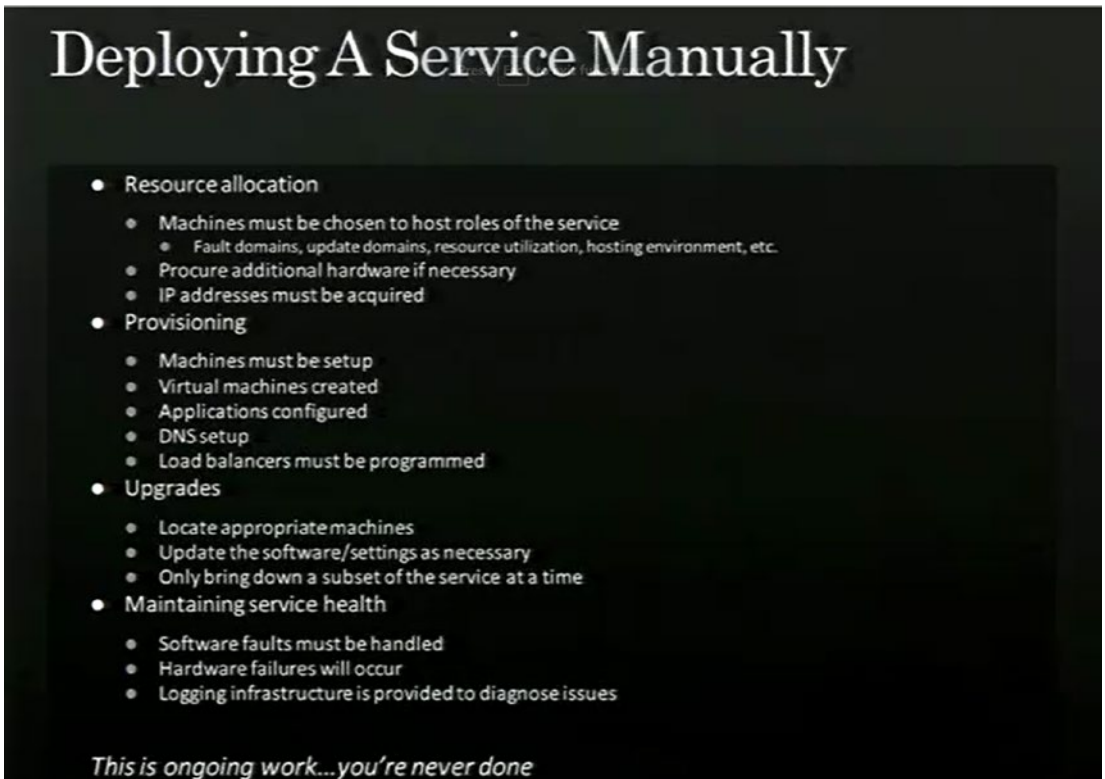 Deploying A Service Manually
• Resource allocation
• Machines must be chosen to host roles of the service
• Fault domains, update domains, resource utilization, hosting environment, etc.
• Procure additional hardware if necessary
• IP addresses must be acquired
• Provisioning
• Machines must be setup
• Virtual machines created
• Applications configured
• DNS setup
• Load balancers must be programmed
• Upgrades
• Locate appropriate machines
• Update the software/settings as necessary
• Only bring down a subset of the service at a time
• Maintaining service health
• Software faults must be handled
• Hardware failures will occur
• Logging infrastructure is provided to diagnose issues
This is ongoing work...you're never done